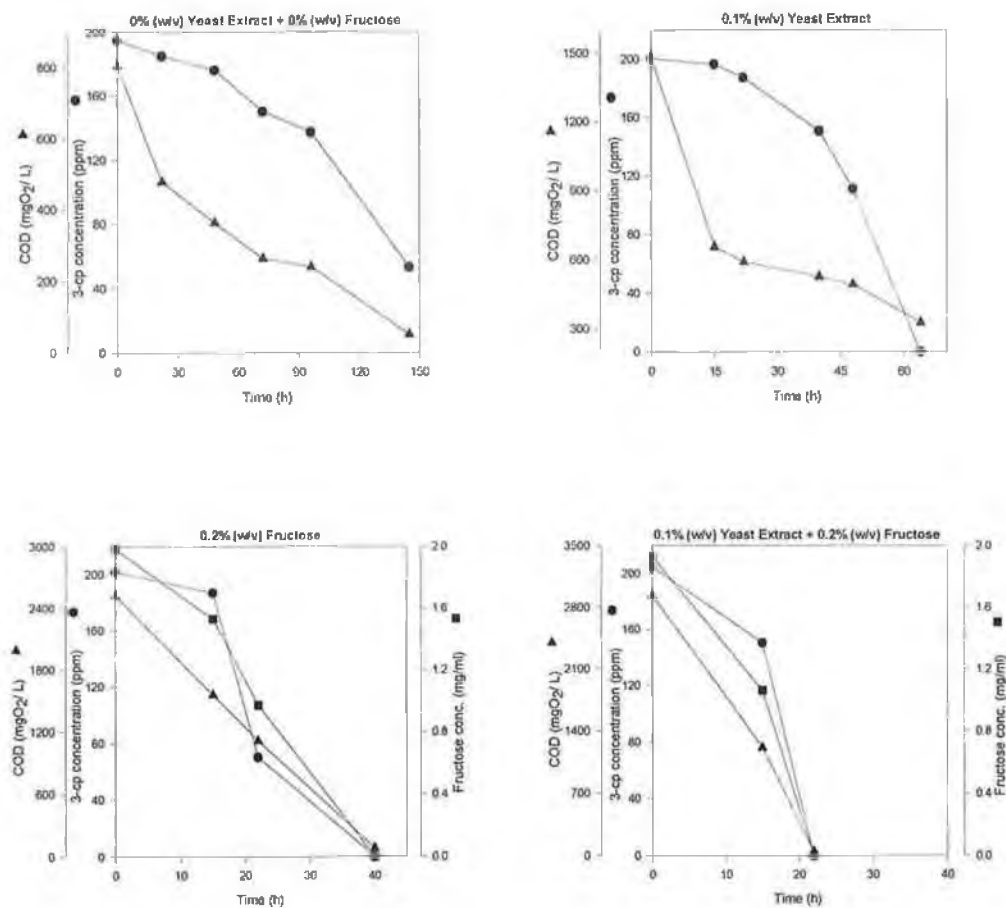 0% (w/v) Yeast Extract + 0% (w/v) Fructose
COD (mgO2/ L)
800
600
400
200
0
3-cp concentration (ppm)
200
160
120
80
40
0
0 30 60 90 120 150
Time (h)
0.1% (w/v) Yeast Extract
COD (mgO2/ L)
1500
1200
900
600
300
3-cp concentration (ppm)
200
160
120
80
40
0
0 15 30 45 60
Time (h)
0.2% (w/v) Fructose
COD (mgO2/ L)
3000
2400
1800
1200
600
0
3-cp concentration (ppm)
200
160
120
60
40
0
0 10 20 30 40
Time (h)
2.0
1.6
1.2
0.8
0.4
0.0
Fructose conc. (mg/ml)
0.1% (w/v) Yeast Extract + 0.2% (w/v) Fructose
COD (mgO2/ L)
3500
2800
2100
1400
700
0
3-cp concentration (ppm)
200
160
120
80
40
0
0 10 20 30 40
Time (h)
2.0
1.6
1.2
0.8
0.4
0.0
Fructose conc. (mg/ml)